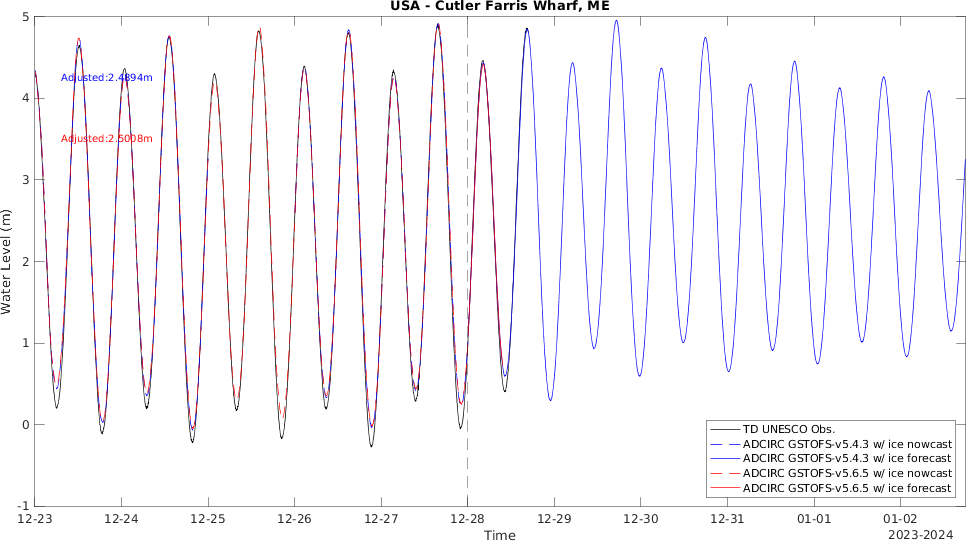 USA - Cutler Farris Wharf, ME
5
4
3
2
1
0
-1
Water Level (m)
Adjusted:2.4894m
Adjusted:2.5008m
TD UNESCO Obs.
ADCIRC GSTOFS-v5.4.3 w/ ice nowcast
ADCIRC GSTOFS-v5.4.3 w/ ice forecast
ADCIRC GSTOFS-v5.6.5 w/ ice nowcast
ADCIRC GSTOFS-v5.6.5 w/ ice forecast
12-23 12-24 12-25 12-26 12-27 12-28 12-29 12-30 12-31 01-01 01-02
Time
2023-2024